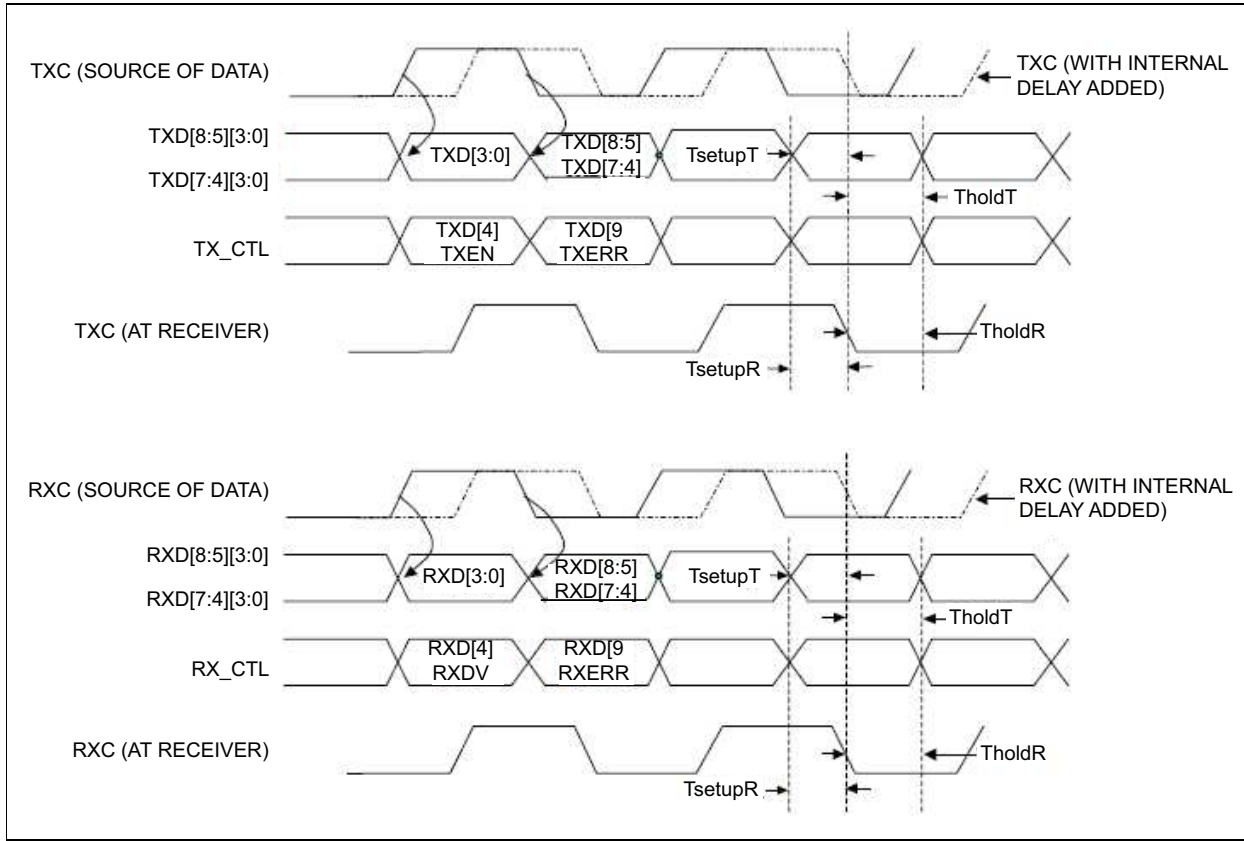 TXC (SOURCE OF DATA)
TXC (WITH INTERNAL
DELAY ADDED)
TXD[8:5][3:0]
TXD[7:4][3:0]
TXD[3:0]
TXD[8:5]
TXD[7:4]
TsetupT
TholdT
TX_CTL
TXD[4]
TXEN
TXD[9
TXERR
TXC (AT RECEIVER)
TholdR
TsetupR
RXC (SOURCE OF DATA)
RXC (WITH INTERNAL
DELAY ADDED)
RXD[8:5][3:0]
RXD[7:4][3:0]
RXD[3:0]
RXD[8:5]
RXD[7:4]
TsetupT
TholdT
RX_CTL
RXD[4]
RXDV
RXD[9
RXERR
RXC (AT RECEIVER)
TholdR
TsetupR